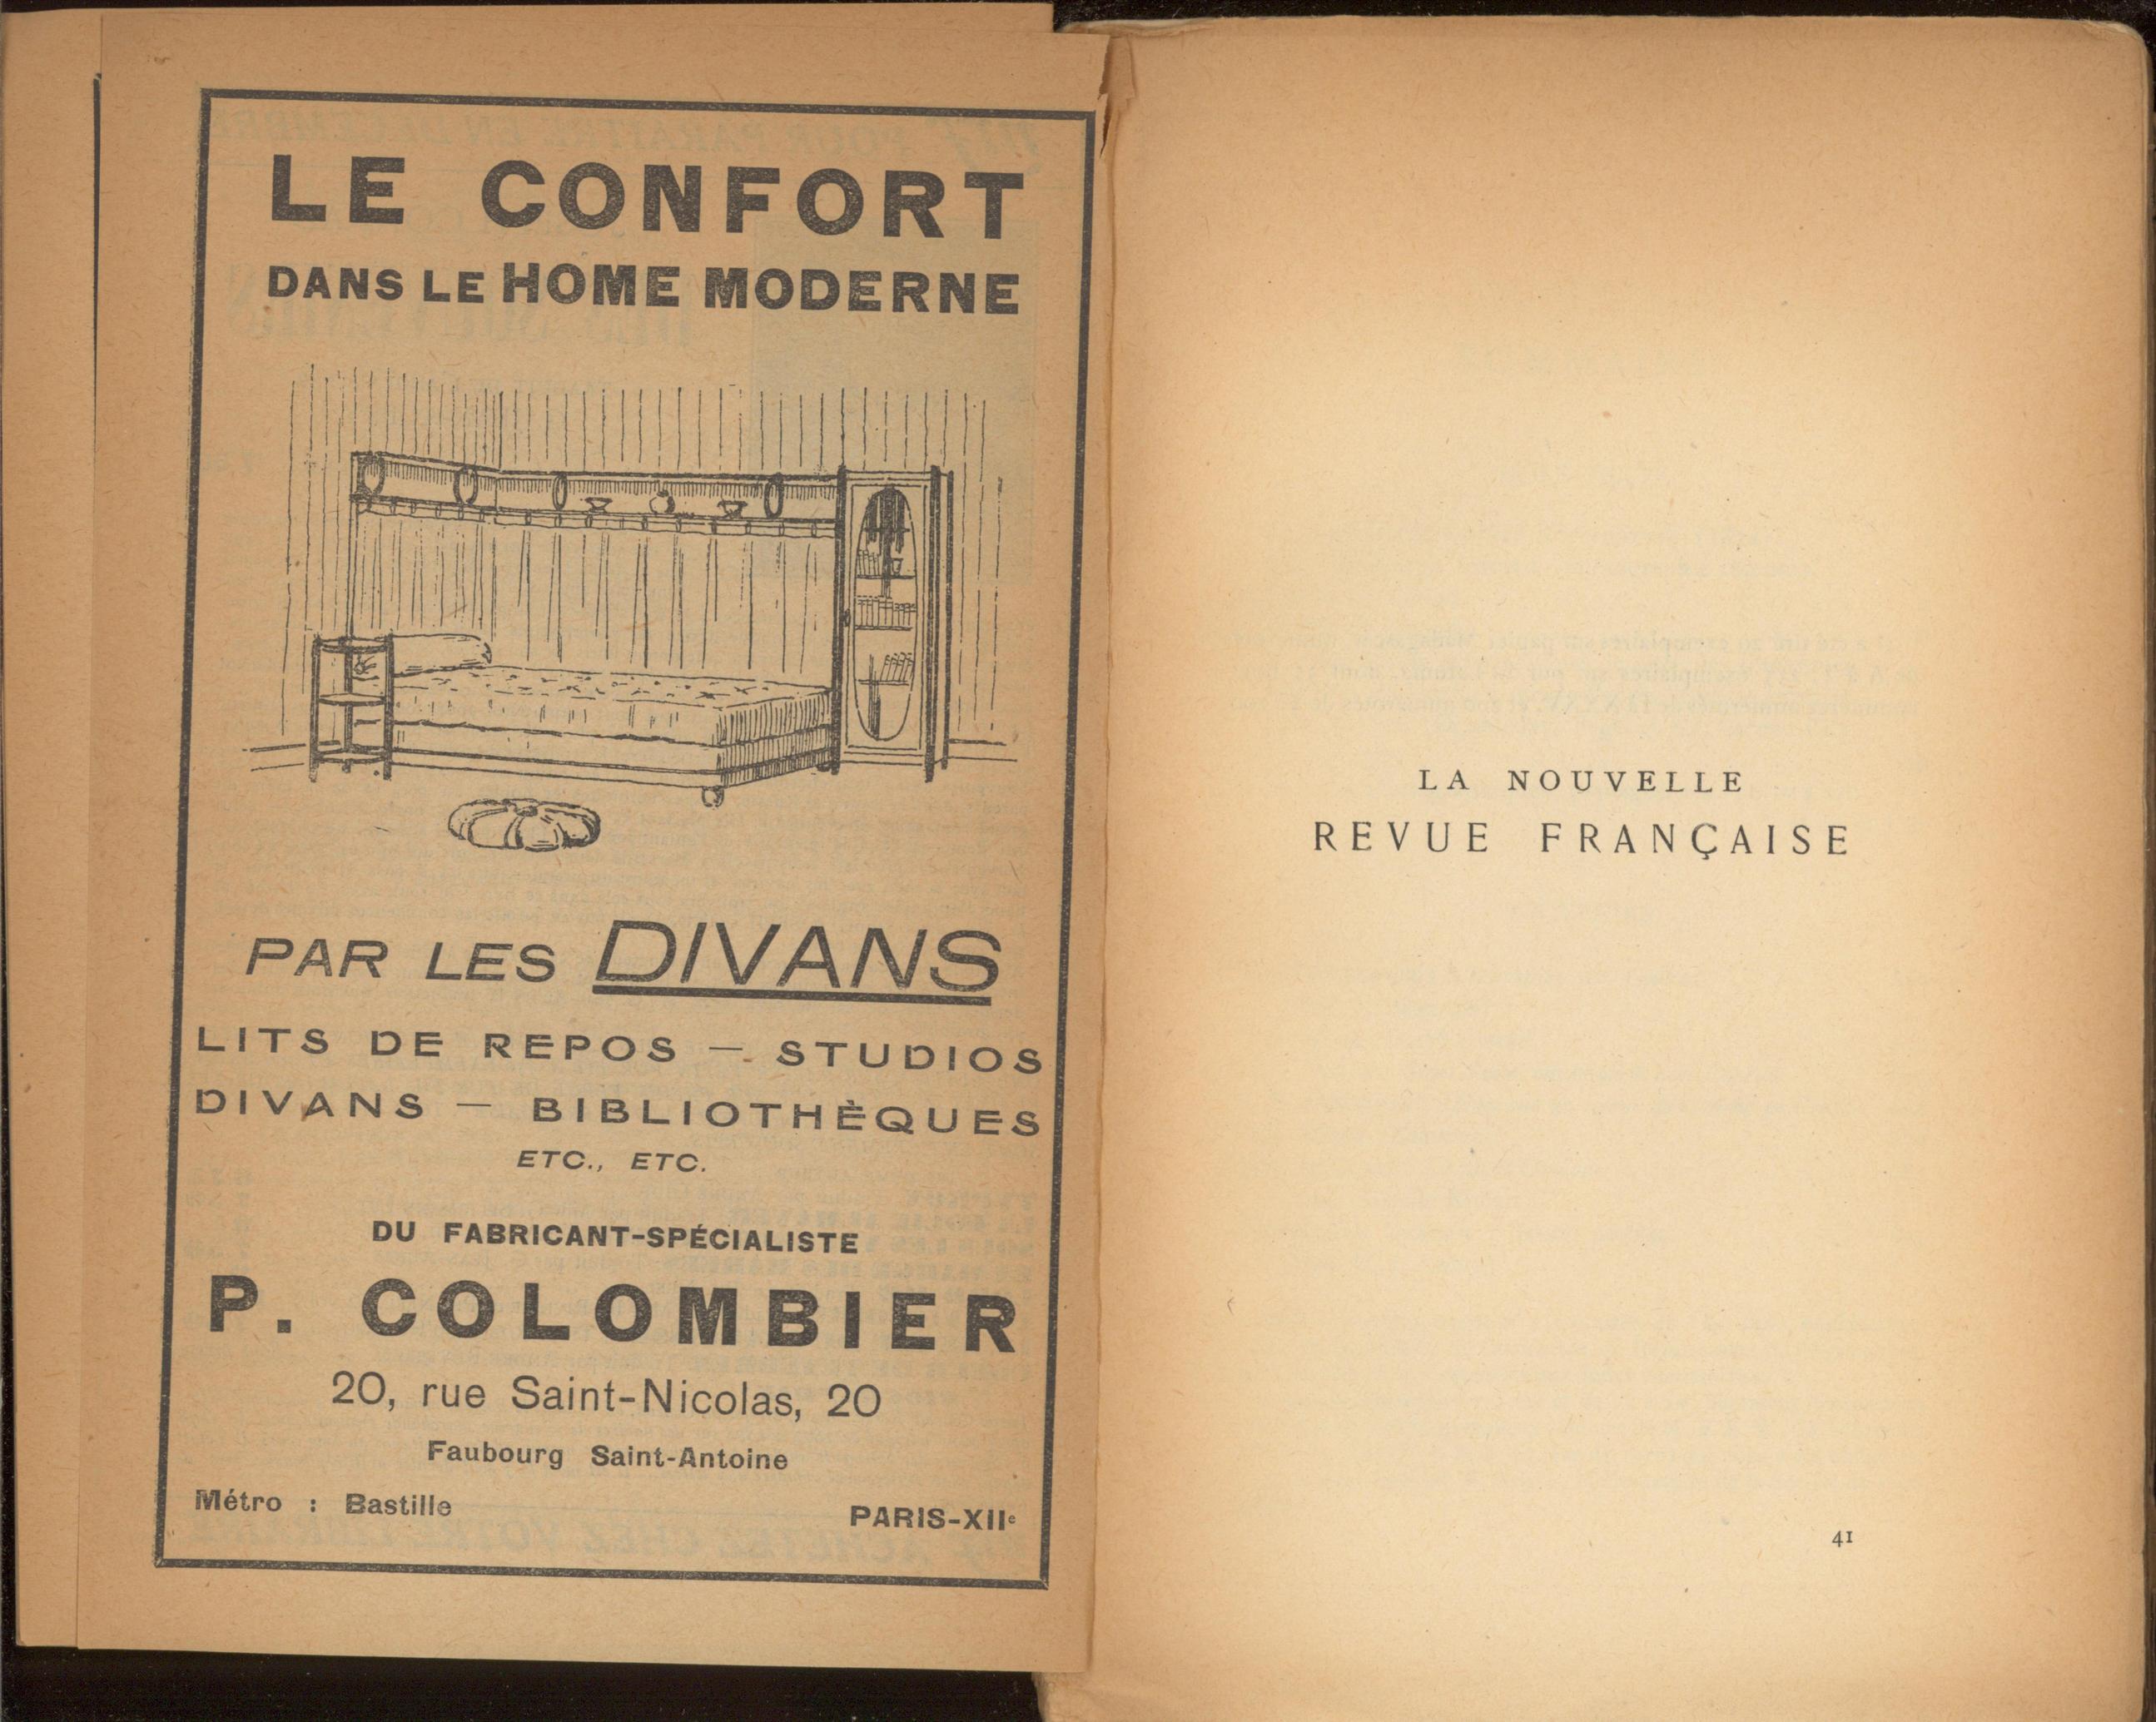 LE CONFORT
DANS LE HOME MODERNE
PAR LES DIVANS
LITS DE REPOS — STUDIOS
DIVANS — BIBLIOTHÈQUES
ETC., ETC.
DU FABRICANT-SPÉCIALISTE
P. COLOMBIER
20, rue Saint-Nicolas, 20
Faubourg Saint-Antoine
Métro : Bastille PARIS-XIIe
LA NOUVELLE
REVUE FRANÇAISE
41